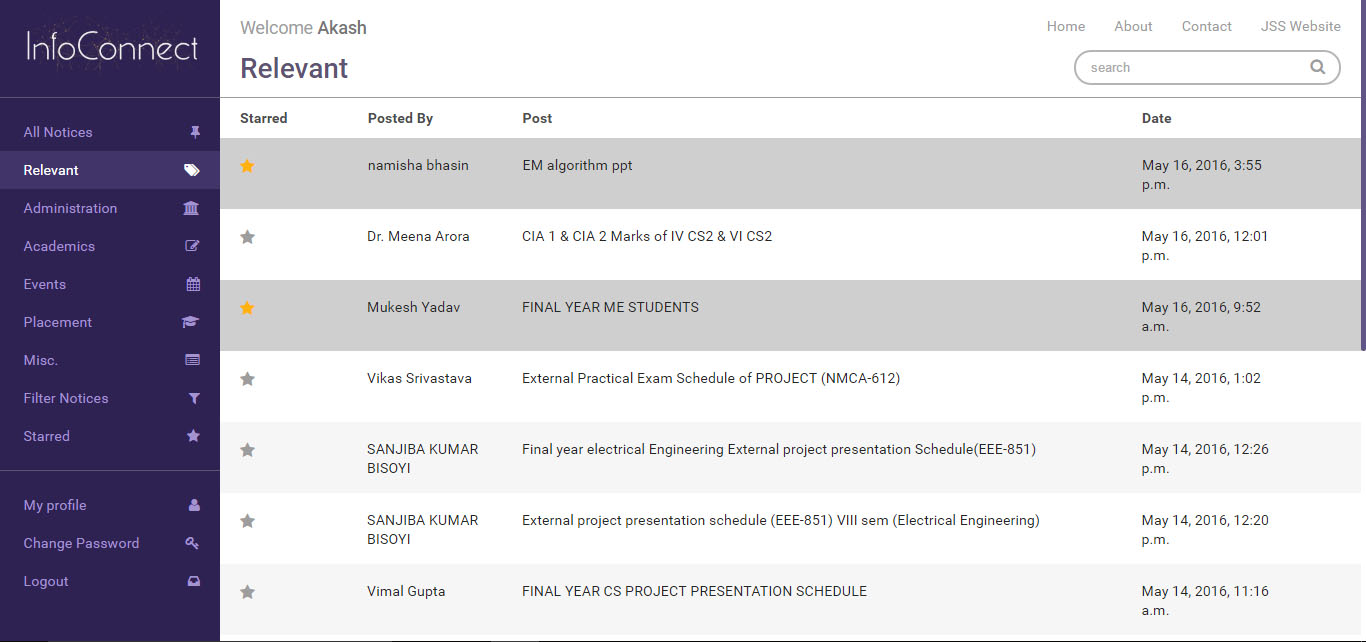 InfoConnect
All Notices
Relevant
Administration
Academics
Events
Placement
Misc.
Filter Notices
Starred
My profile
Change Password
Logout
Welcome Akash
Home About Contact JSS Website
Relevant
search
Starred Posted By Post Date
namisha bhasin EM algorithm ppt May 16, 2016, 3:55
p.m.
Dr. Meena Arora CIA 1 & CIA 2 Marks of IV CS2 & VI CS2 May 16, 2016, 12:01
p.m.
Mukesh Yadav FINAL YEAR ME STUDENTS May 16, 2016, 9:52
a.m.
Vikas Srivastava External Practical Exam Schedule of PROJECT (NMCA-612) May 14, 2016, 1:02
p.m.
SANJIBA KUMAR Final year electrical Engineering External project presentation Schedule(EEE-851) May 14, 2016, 12:26
BISOYI p.m.
SANJIBA KUMAR External project presentation schedule (EEE-851) VIII sem (Electrical Engineering) May 14, 2016, 12:20
BISOYI p.m.
Vimal Gupta FINAL YEAR CS PROJECT PRESENTATION SCHEDULE May 14, 2016, 11:16
a.m.